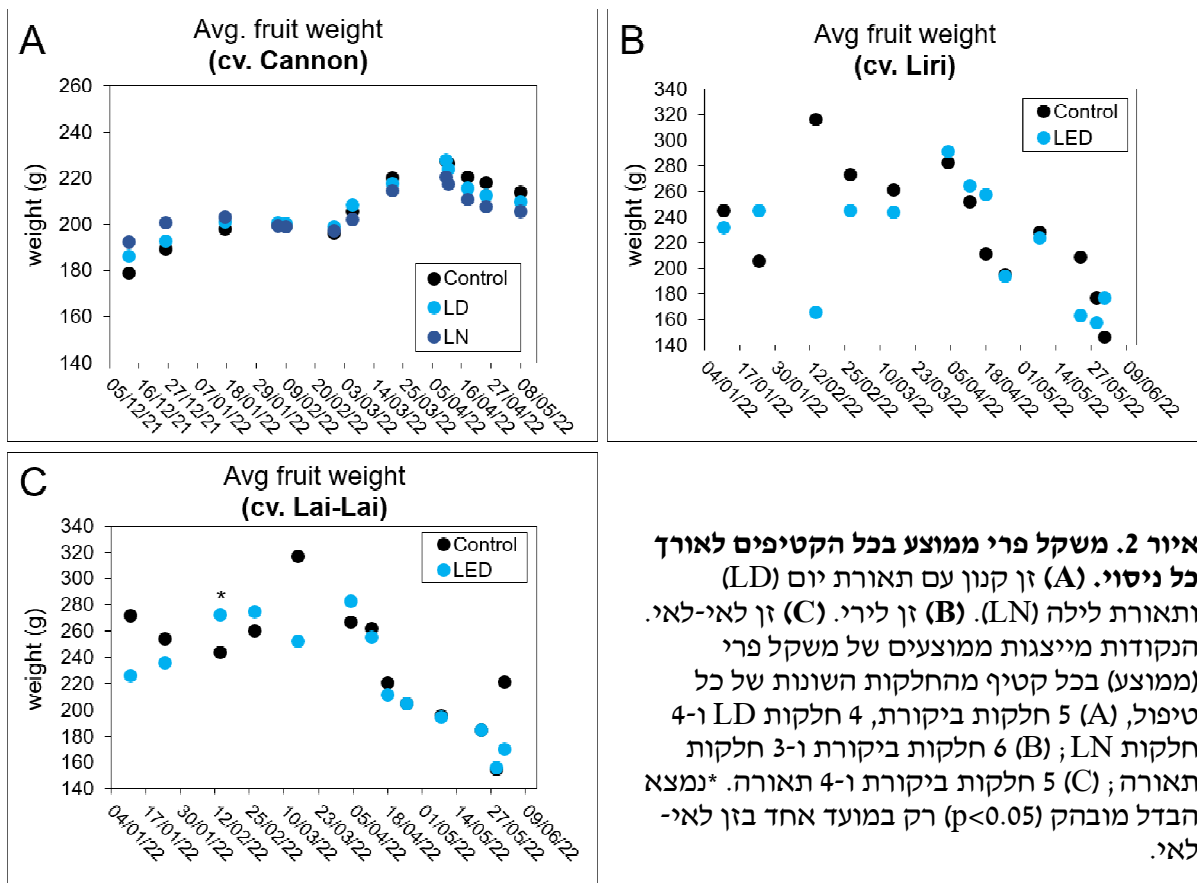 A
Avg. fruit weight
(cv. Cannon)
weight (g)
260
240
220
200
180
160
140
Control
LD
LN
05/12/21
16/12/21
27/12/21
07/01/22
18/01/22
29/01/22
09/02/22
20/02/22
03/03/22
14/03/22
25/03/22
05/04/22
16/04/22
27/04/22
08/05/22
B
Avg fruit weight
(cv. Liri)
weight (g)
340
320
300
280
260
240
220
200
180
160
140
Control
LED
04/01/22
17/01/22
30/01/22
12/02/22
25/02/22
10/03/22
23/03/22
05/04/22
18/04/22
01/05/22
14/05/22
27/05/22
09/06/22
C
Avg fruit weight
(cv. Lai-Lai)
weight (g)
340
320
300
280
260
240
220
200
180
160
140
*
Control
LED
04/01/22
17/01/22
30/01/22
12/02/22
25/02/22
10/03/22
23/03/22
05/04/22
18/04/22
01/05/22
14/05/22
27/05/22
09/06/22
איור 2. משקל פרי ממוצע בכל הקטיפים לאורך
כל ניסוי. (A) זן קנון עם תאורת יום (LD)
ותאורת לילה (LN). (B) זן לירי. (C) זן לאי-לאי.
הנקודות מייצגות ממוצעים של משקל פרי
(ממוצע) בכל קטיף מהחלקות השונות של כל
טיפול, (A) 5 חלקות ביקורת, 4 חלקות LD ו-4
חלקות LN; (B) 6 חלקות ביקורת ו-3 חלקות
תאורה; (C) 5 חלקות ביקורת ו-4 תאורה. *נמצא
הבדל מובהק (p<0.05) רק במועד אחד בזן לאי-
לאי.